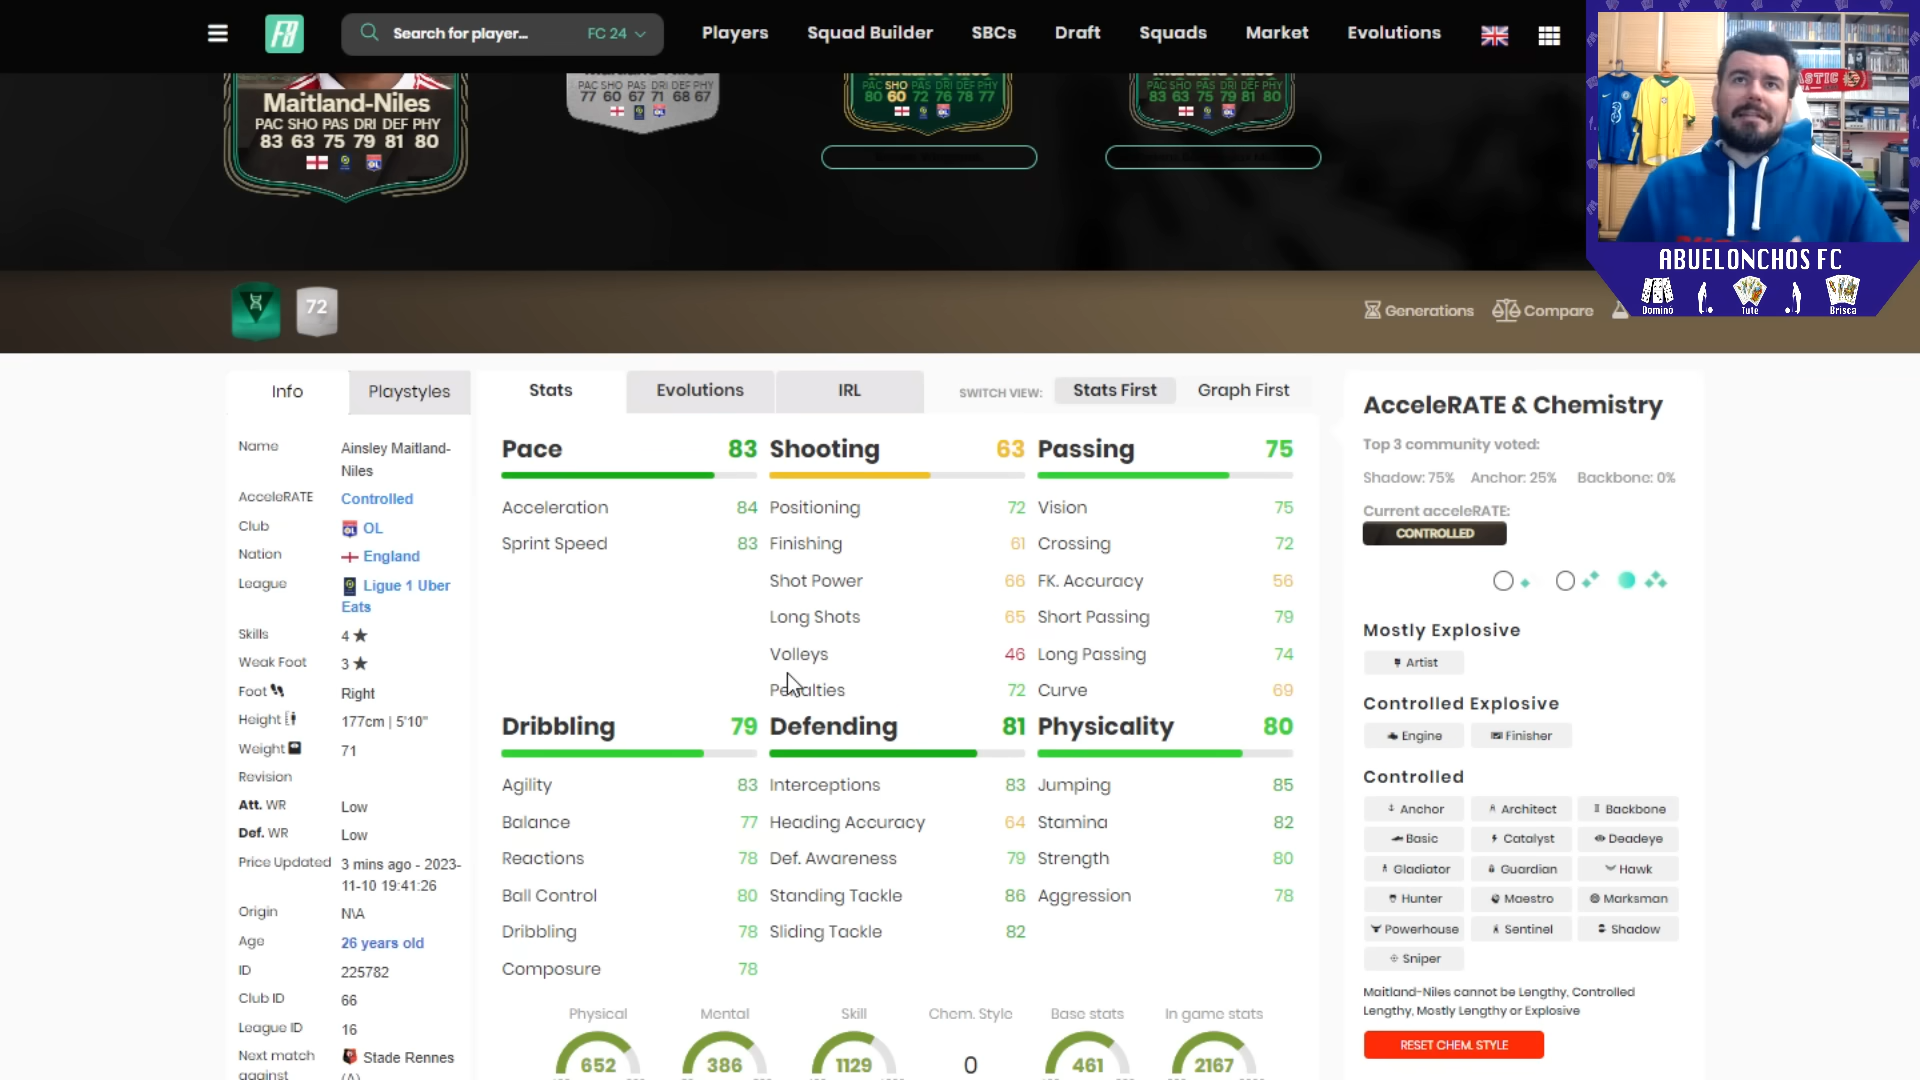 Search for player...
FC 24
Players
Squad Builder
SBCs
Draft
Squads
Market
Evolutions
Maitland-Niles
PAC SHO PAS DRI DEF PHY
83 63 75 79 81 80
PAC SHO PAS DRI DEF PHY
77 60 67 71 68 67
PAC SHO PAS DRI DEF PHY
80 60 72 76 78 77
PAC SHO PAS DRI DEF PHY
83 63 75 79 81 80
ABUELONCHOS FC
Dominó
Tute
Brisca
72
Generations
Compare
Info
Playstyles
Stats
Evolutions
IRL
SWITCH VIEW:
Stats First
Graph First
Name Ainsley Maitland-
Niles
AcceleRATE Controlled
Club OL
Nation England
League Ligue 1 Uber
Eats
Skills 4 ★
Weak Foot 3 ★
Foot Right
Height 177cm | 5'10"
Weight 71
Revision
Att. WR Low
Def. WR Low
Price Updated 3 mins ago - 2023-
11-10 19:41:26
Origin N\A
Age 26 years old
ID 225782
Club ID 66
League ID 16
Next match Stade Rennes
against (A)
Pace 83
Acceleration 84
Sprint Speed 83
Shooting 63
Positioning 72
Finishing 61
Shot Power 66
Long Shots 65
Volleys 46
Penalties 72
Passing 75
Vision 75
Crossing 72
FK. Accuracy 56
Short Passing 79
Long Passing 74
Curve 69
Dribbling 79
Agility 83
Balance 77
Reactions 78
Ball Control 80
Dribbling 78
Composure 78
Defending 81
Interceptions 83
Heading Accuracy 64
Def. Awareness 79
Standing Tackle 86
Sliding Tackle 82
Physicality 80
Jumping 85
Stamina 82
Strength 80
Aggression 78
Physical
652
Mental
386
Skill
1129
Chem. Style
0
Base stats
461
In game stats
2167
AcceleRATE & Chemistry
Top 3 community voted:
Shadow: 75% Anchor: 25% Backbone: 0%
Current acceleRATE:
CONTROLLED
Mostly Explosive
Artist
Controlled Explosive
Engine Finisher
Controlled
Anchor Architect Backbone
Basic Catalyst Deadeye
Gladiator Guardian Hawk
Hunter Maestro Marksman
Powerhouse Sentinel Shadow
Sniper
Maitland-Niles cannot be Lengthy, Controlled
Lengthy, Mostly Lengthy or Explosive
RESET CHEM. STYLE